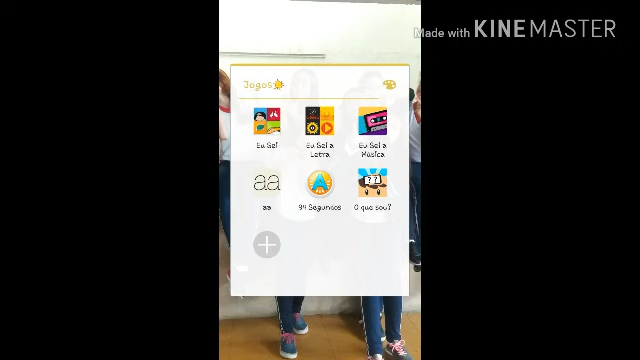 Made with KINEMASTER
Jogos
Eu Sei
Eu Sei a
Letra
Eu Sei a
Música
aa
aa
94 Segundos
A
O que sou?
??